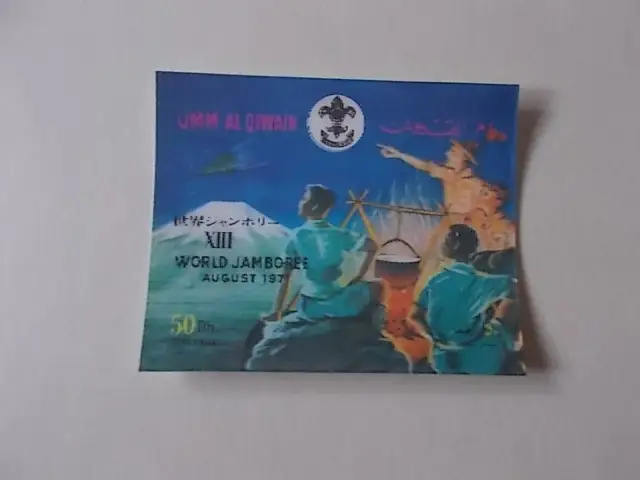 UMM AL QIWAIN
أم القيوين
世界ジャンボリー
XIII
WORLD JAMBOREE
AUGUST 197
50 Dh